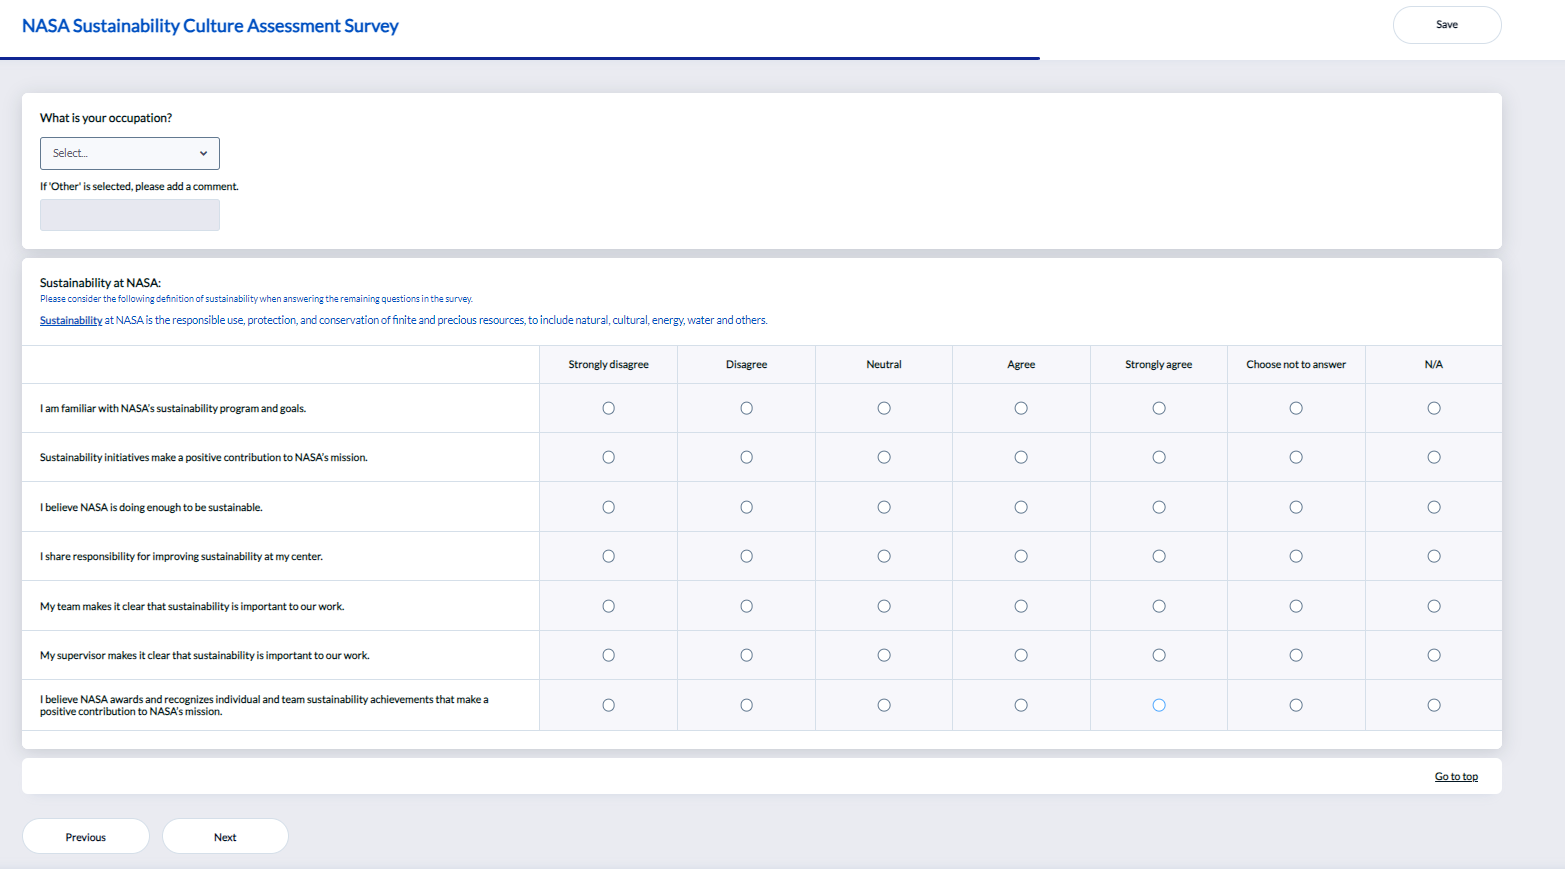 NASA Sustainability Culture Assessment Survey
Save
What is your occupation?
Select...
If 'Other' is selected, please add a comment.
Sustainability at NASA:
Please consider the following definition of sustainability when answering the remaining questions in the survey.
Sustainability at NASA is the responsible use, protection, and conservation of finite and precious resources, to include natural, cultural, energy, water and others.
Strongly disagree Disagree Neutral Agree Strongly agree Choose not to answer N/A
I am familiar with NASA's sustainability program and goals.
Sustainability initiatives make a positive contribution to NASA's mission.
I believe NASA is doing enough to be sustainable.
I share responsibility for improving sustainability at my center.
My team makes it clear that sustainability is important to our work.
My supervisor makes it clear that sustainability is important to our work.
I believe NASA awards and recognizes individual and team sustainability achievements that make a
positive contribution to NASA's mission.
Go to top
Previous Next